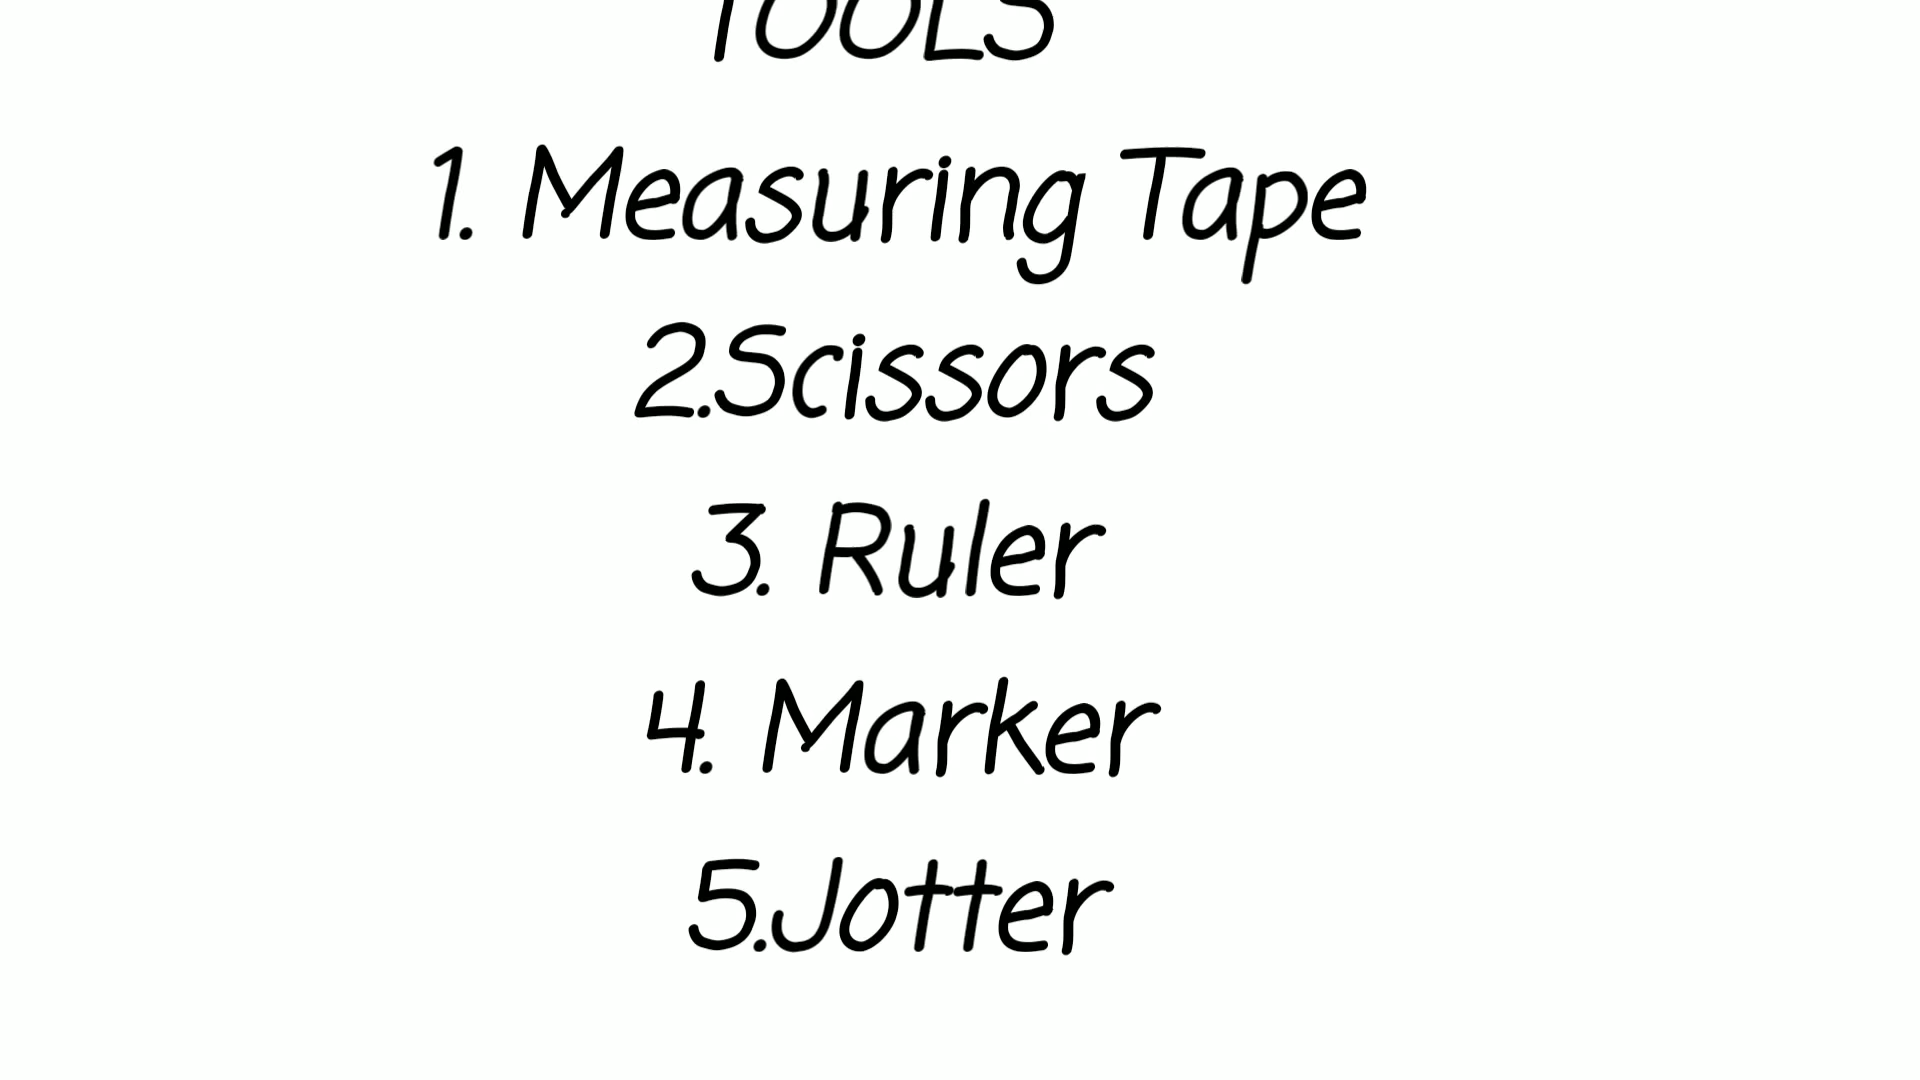 TOOLS
1. Measuring Tape
2.Scissors
3. Ruler
4. Marker
5.Jotter